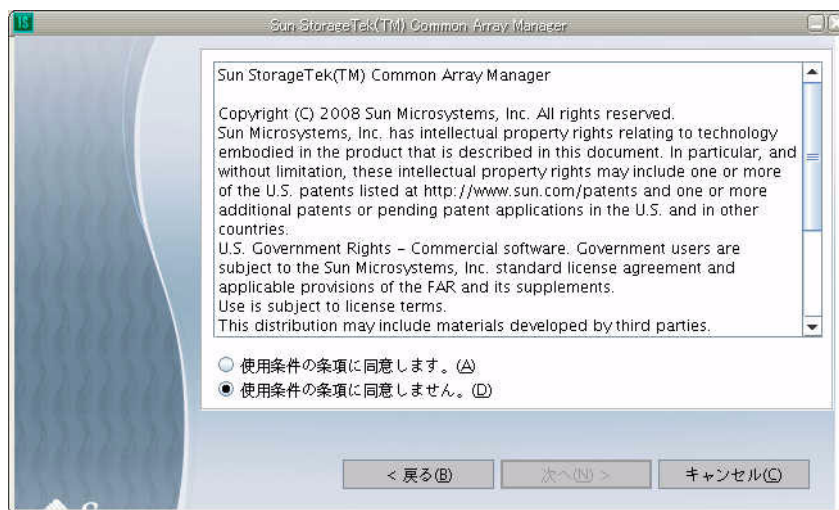 Sun StorageTek(TM) Common Array Manager
Sun StorageTek(TM) Common Array Manager
Copyright (C) 2008 Sun Microsystems, Inc. All rights reserved.
Sun Microsystems, Inc. has intellectual property rights relating to technology
embodied in the product that is described in this document. In particular, and
without limitation, these intellectual property rights may include one or more
of the U.S. patents listed at http://www.sun.com/patents and one or more
additional patents or pending patent applications in the U.S. and in other
countries.
U.S. Government Rights – Commercial software. Government users are
subject to the Sun Microsystems, Inc. standard license agreement and
applicable provisions of the FAR and its supplements.
Use is subject to license terms.
This distribution may include materials developed by third parties.
使用条件の条項に同意します。(A)
使用条件の条項に同意しません。(D)
< 戻る(B)
次へ(N) >
キャンセル(C)